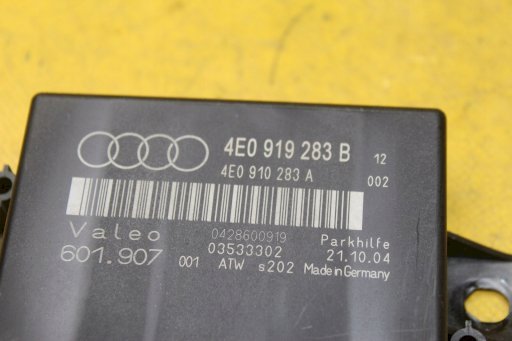 4E0 919 283 B 12
4E0 910 283 A 002
Valeo 0428600919 Parkhilfe
601.907 03533302 21.10.04
001 ATW s202 Made in Germany